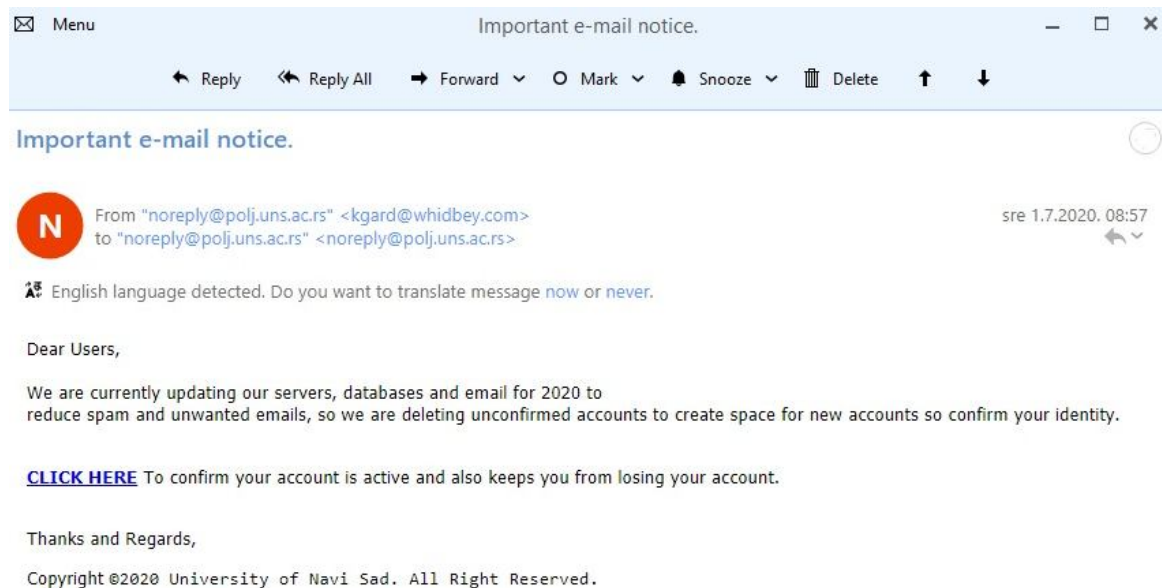 Menu Important e-mail notice.
Reply Reply All Forward Mark Snooze Delete
Important e-mail notice.
N
From "noreply@polj.uns.ac.rs" <kgard@whidbey.com> sre 1.7.2020. 08:57
to "noreply@polj.uns.ac.rs" <noreply@polj.uns.ac.rs>
English language detected. Do you want to translate message now or never.
Dear Users,
We are currently updating our servers, databases and email for 2020 to
reduce spam and unwanted emails, so we are deleting unconfirmed accounts to create space for new accounts so confirm your identity.
CLICK HERE To confirm your account is active and also keeps you from losing your account.
Thanks and Regards,
Copyright ©2020 University of Navi Sad. All Right Reserved.